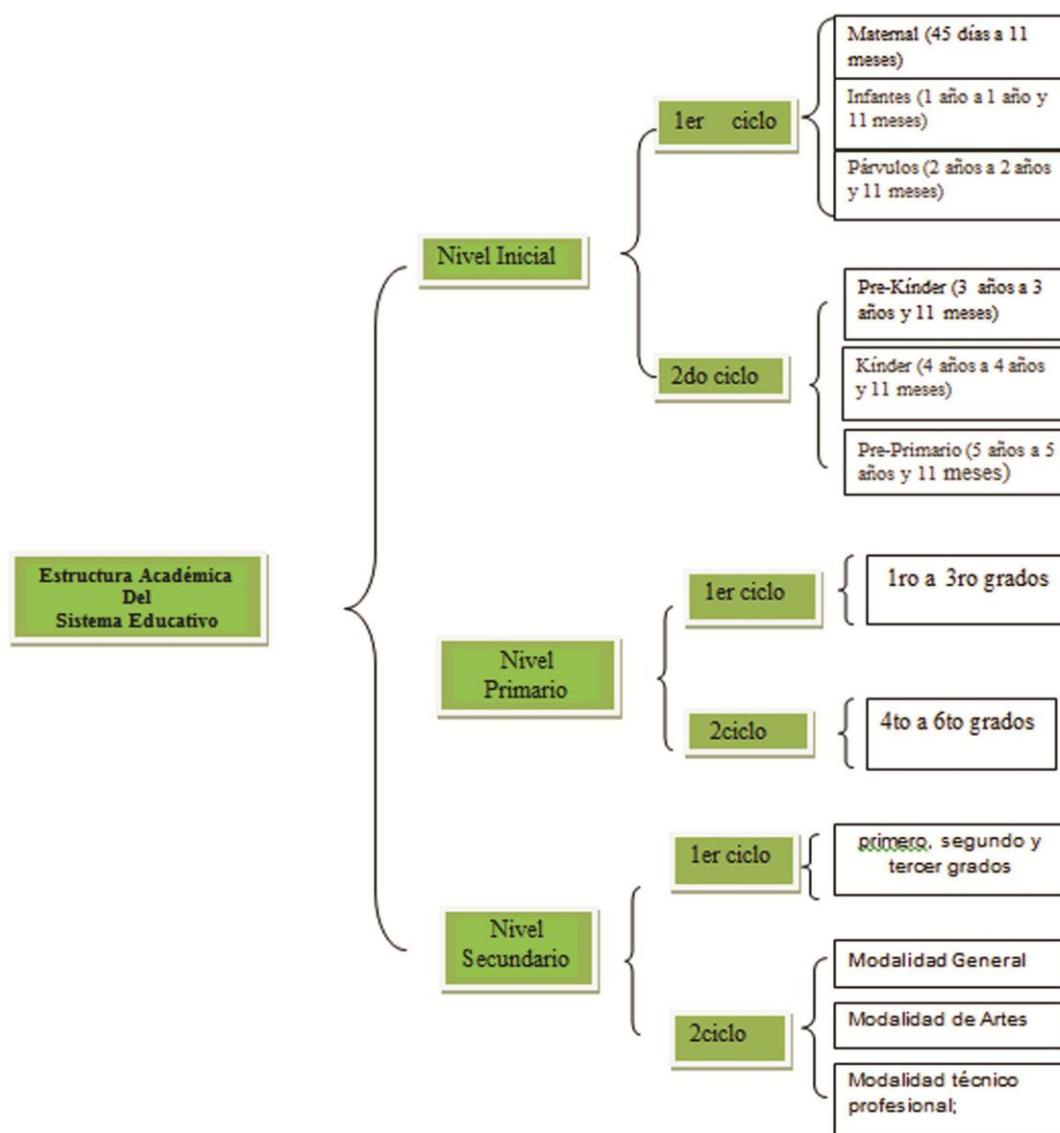 Estructura Académica
Del
Sistema Educativo
Nivel Inicial
1er ciclo
Maternal (45 días a 11
meses)
Infantes (1 año a 1 año y
11 meses)
Párvulos (2 años a 2 años
y 11 meses)
2do ciclo
Pre-Kínder (3 años a 3
años y 11 meses)
Kínder (4 años a 4 años
y 11 meses)
Pre-Primario (5 años a 5
años y 11 meses)
Nivel
Primario
1er ciclo
1ro a 3ro grados
2ciclo
4to a 6to grados
Nivel
Secundario
1er ciclo
primero, segundo y
tercer grados
2ciclo
Modalidad General
Modalidad de Artes
Modalidad técnico
profesional;